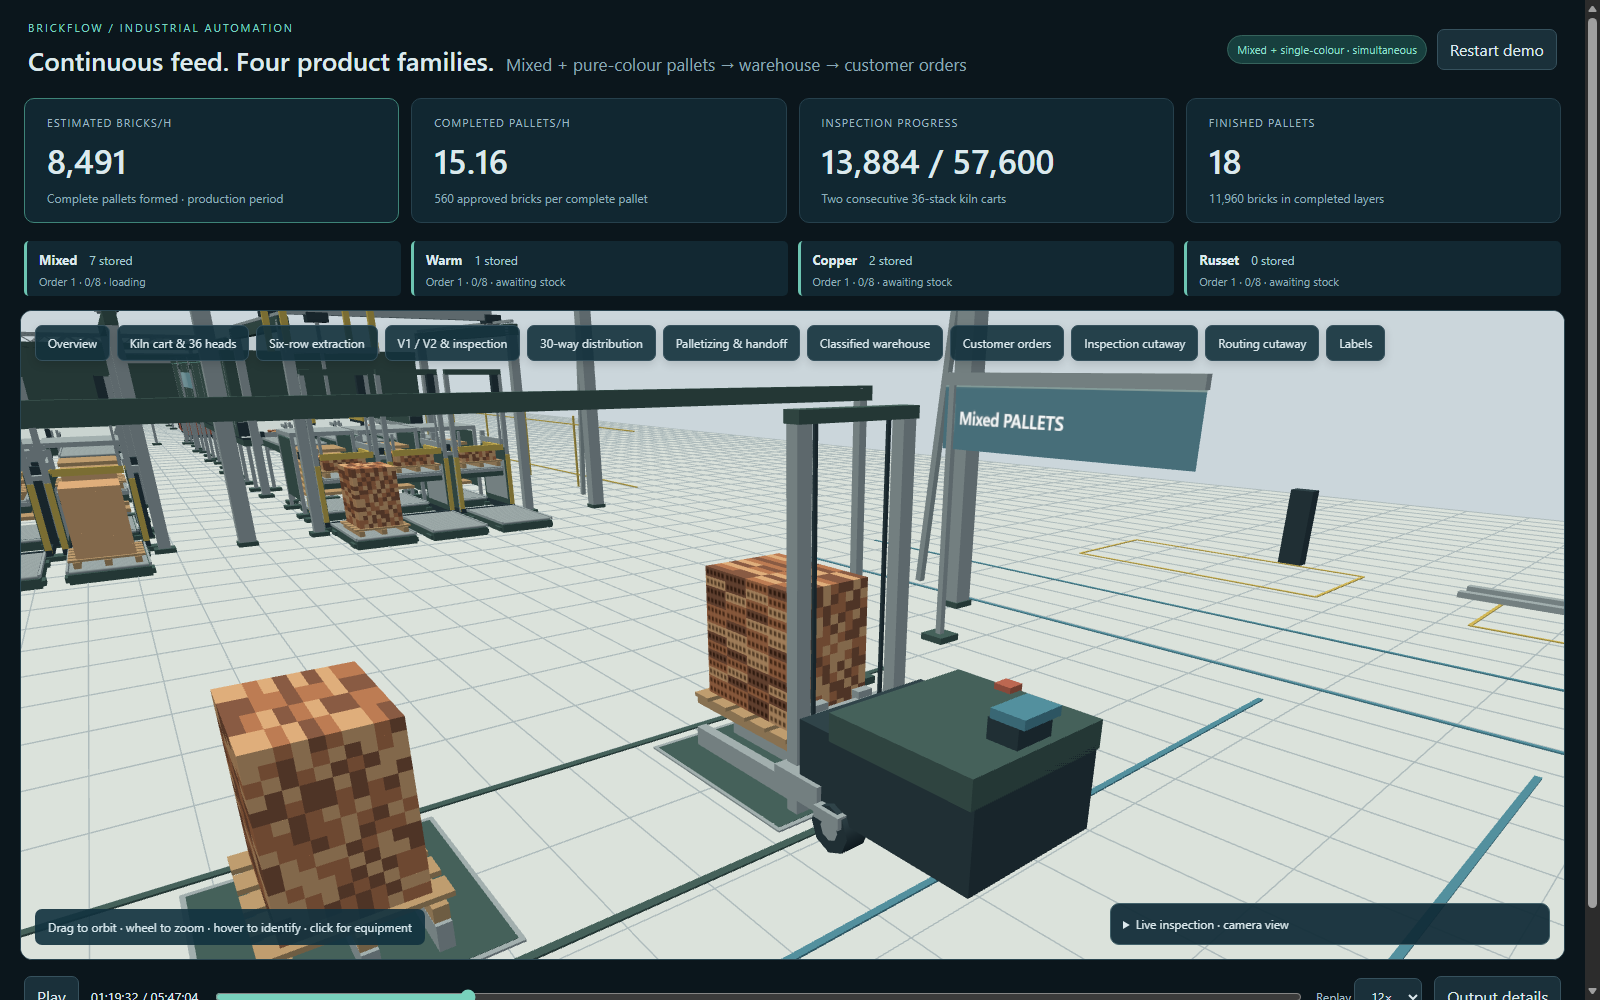 BRICKFLOW / INDUSTRIAL AUTOMATION
Continuous feed. Four product families. Mixed + pure-colour pallets → warehouse → customer orders
Mixed + single-colour · simultaneous
Restart demo
ESTIMATED BRICKS/H
8,491
Complete pallets formed · production period
COMPLETED PALLETS/H
15.16
560 approved bricks per complete pallet
INSPECTION PROGRESS
13,884 / 57,600
Two consecutive 36-stack kiln carts
FINISHED PALLETS
18
11,960 bricks in completed layers
Mixed 7 stored
Order 1 · 0/8 · loading
Warm 1 stored
Order 1 · 0/8 · awaiting stock
Copper 2 stored
Order 1 · 0/8 · awaiting stock
Russet 0 stored
Order 1 · 0/8 · awaiting stock
Overview
Kiln cart & 36 heads
Six-row extraction
V1 / V2 & inspection
30-way distribution
Palletizing & handoff
Classified warehouse
Customer orders
Inspection cutaway
Routing cutaway
Labels
Mixed PALLETS
Drag to orbit · wheel to zoom · hover to identify · click for equipment
Live inspection · camera view
Play
01:19:32 / 05:47:04
Replay
12×
Output details